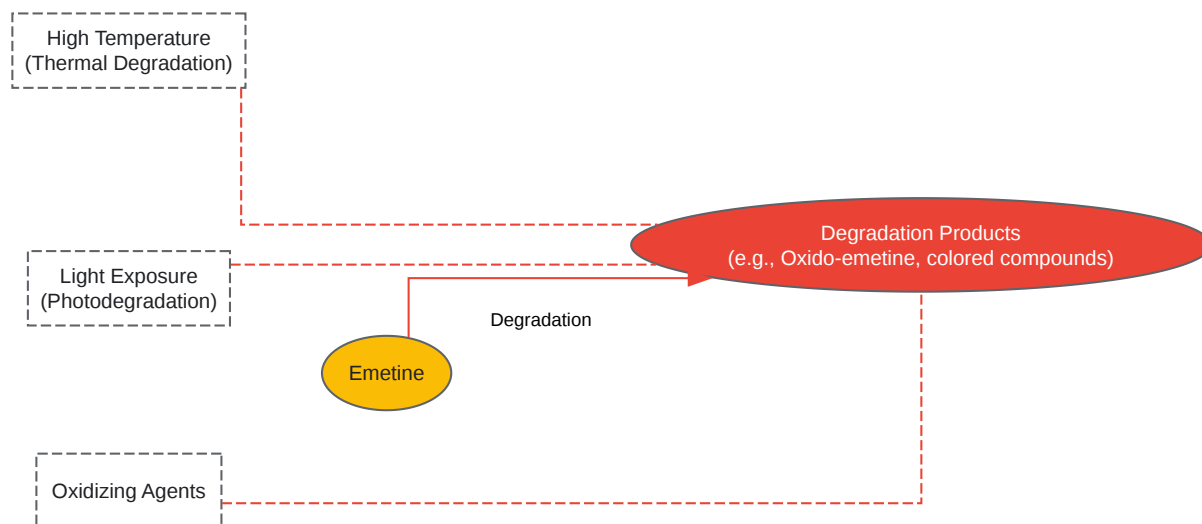 High Temperature
(Thermal Degradation)
Degradation Products
(e.g., Oxido-emetine, colored compounds)
Light Exposure
(Photodegradation)
Degradation
Emetine
Oxidizing Agents